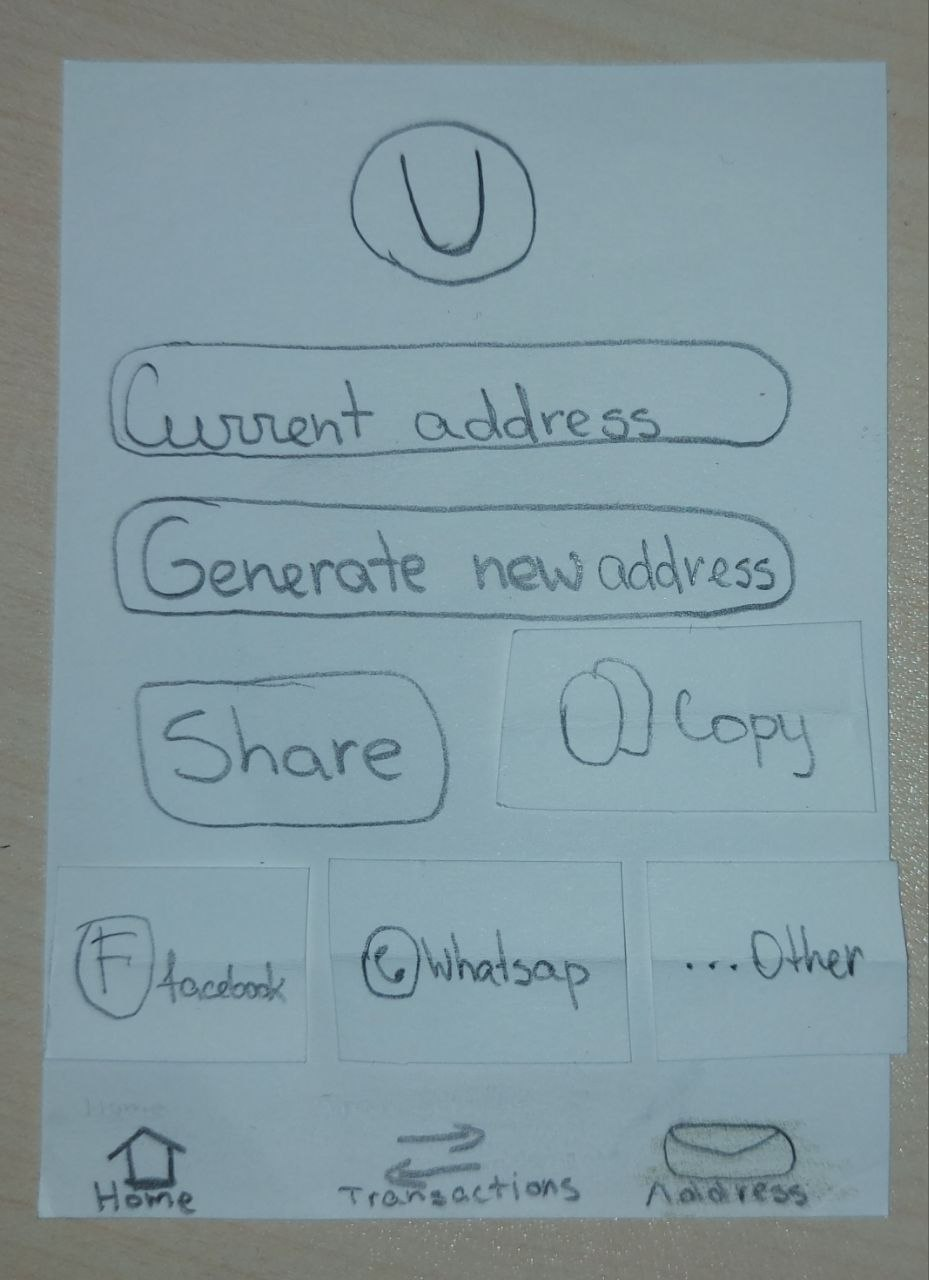 U
Current address
Generate new address
Share
Copy
F facebook
Whatsap
...Other
Home
Transactions
Address